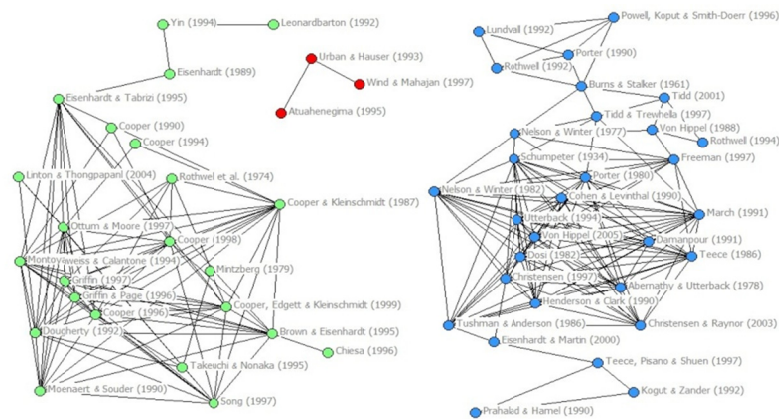 Yin (1994)
Leonardbarton (1992)
Urban & Hauser (1993)
Wind & Mahajan (1997)
Atuahenegima (1995)
Eisenhardt (1989)
Eisenhardt & Tabrizi (1995)
Cooper (1990)
Cooper (1994)
Linton & Thongpapanl (2004)
Rothwel et al. (1974)
Cooper & Kleinschmidt (1987)
Ottum & Moore (1997)
Cooper (1998)
Montoyaweiss & Calantone (1994)
Mintzberg (1979)
Griffin (1997)
Griffin & Page (1996)
Cooper (1996)
Cooper, Edgett & Kleinschmidt (1999)
Dougherty (1992)
Brown & Eisenhardt (1995)
Chiesa (1996)
Takeuchi & Nonaka (1995)
Moenaert & Souder (1990)
Song (1997)
Powell, Koput & Smith-Doerr (1996)
Lundvall (1992)
Porter (1990)
Rothwell (1992)
Burns & Stalker (1961)
Tidd (2001)
Tidd & Trewhella (1997)
Nelson & Winter (1977)
Von Hippel (1988)
Rothwell (1994)
Schumpeter (1934)
Freeman (1997)
Porter (1980)
Nelson & Winter (1982)
Cohen & Levinthal (1990)
March (1991)
Utterback (1994)
Von Hippel (2005)
Damanpour (1991)
Dosi (1982)
Teece (1986)
Christensen (1997)
Abernathy & Utterback (1978)
Henderson & Clark (1990)
Tushman & Anderson (1986)
Christensen & Raynor (2003)
Eisenhardt & Martin (2000)
Teece, Pisano & Shuen (1997)
Kogut & Zander (1992)
Prahalid & Hamel (1990)